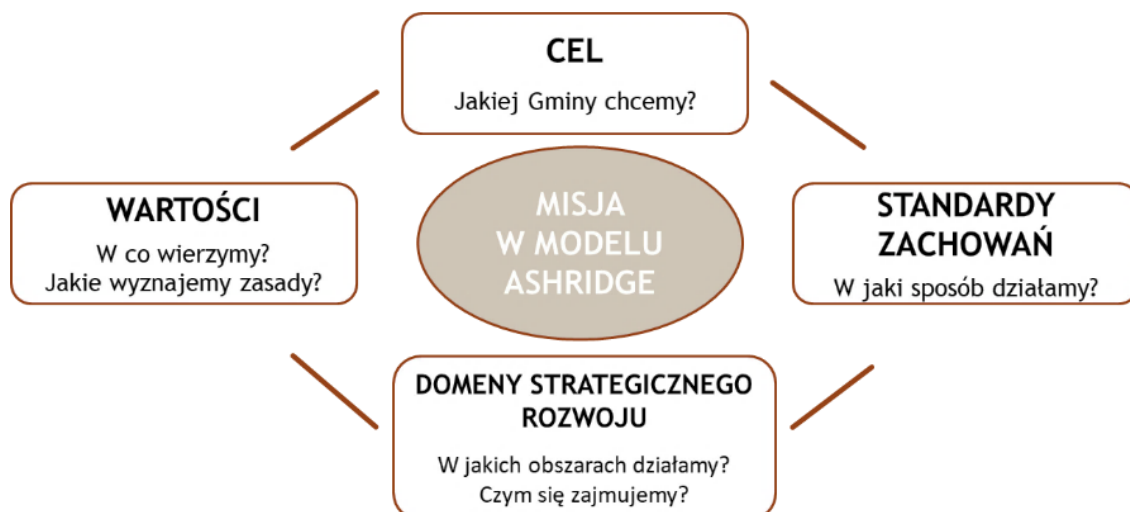 CEL
Jakiej Gminy chcemy?
WARTOŚCI
W co wierzymy?
Jakie wyznajemy zasady?
MISJA
W MODELU
ASHRIDGE
STANDARDY
ZACHOWAŃ
W jaki sposób działamy?
DOMENY STRATEGICZNEGO
ROZWOJU
W jakich obszarach działamy?
Czym się zajmujemy?